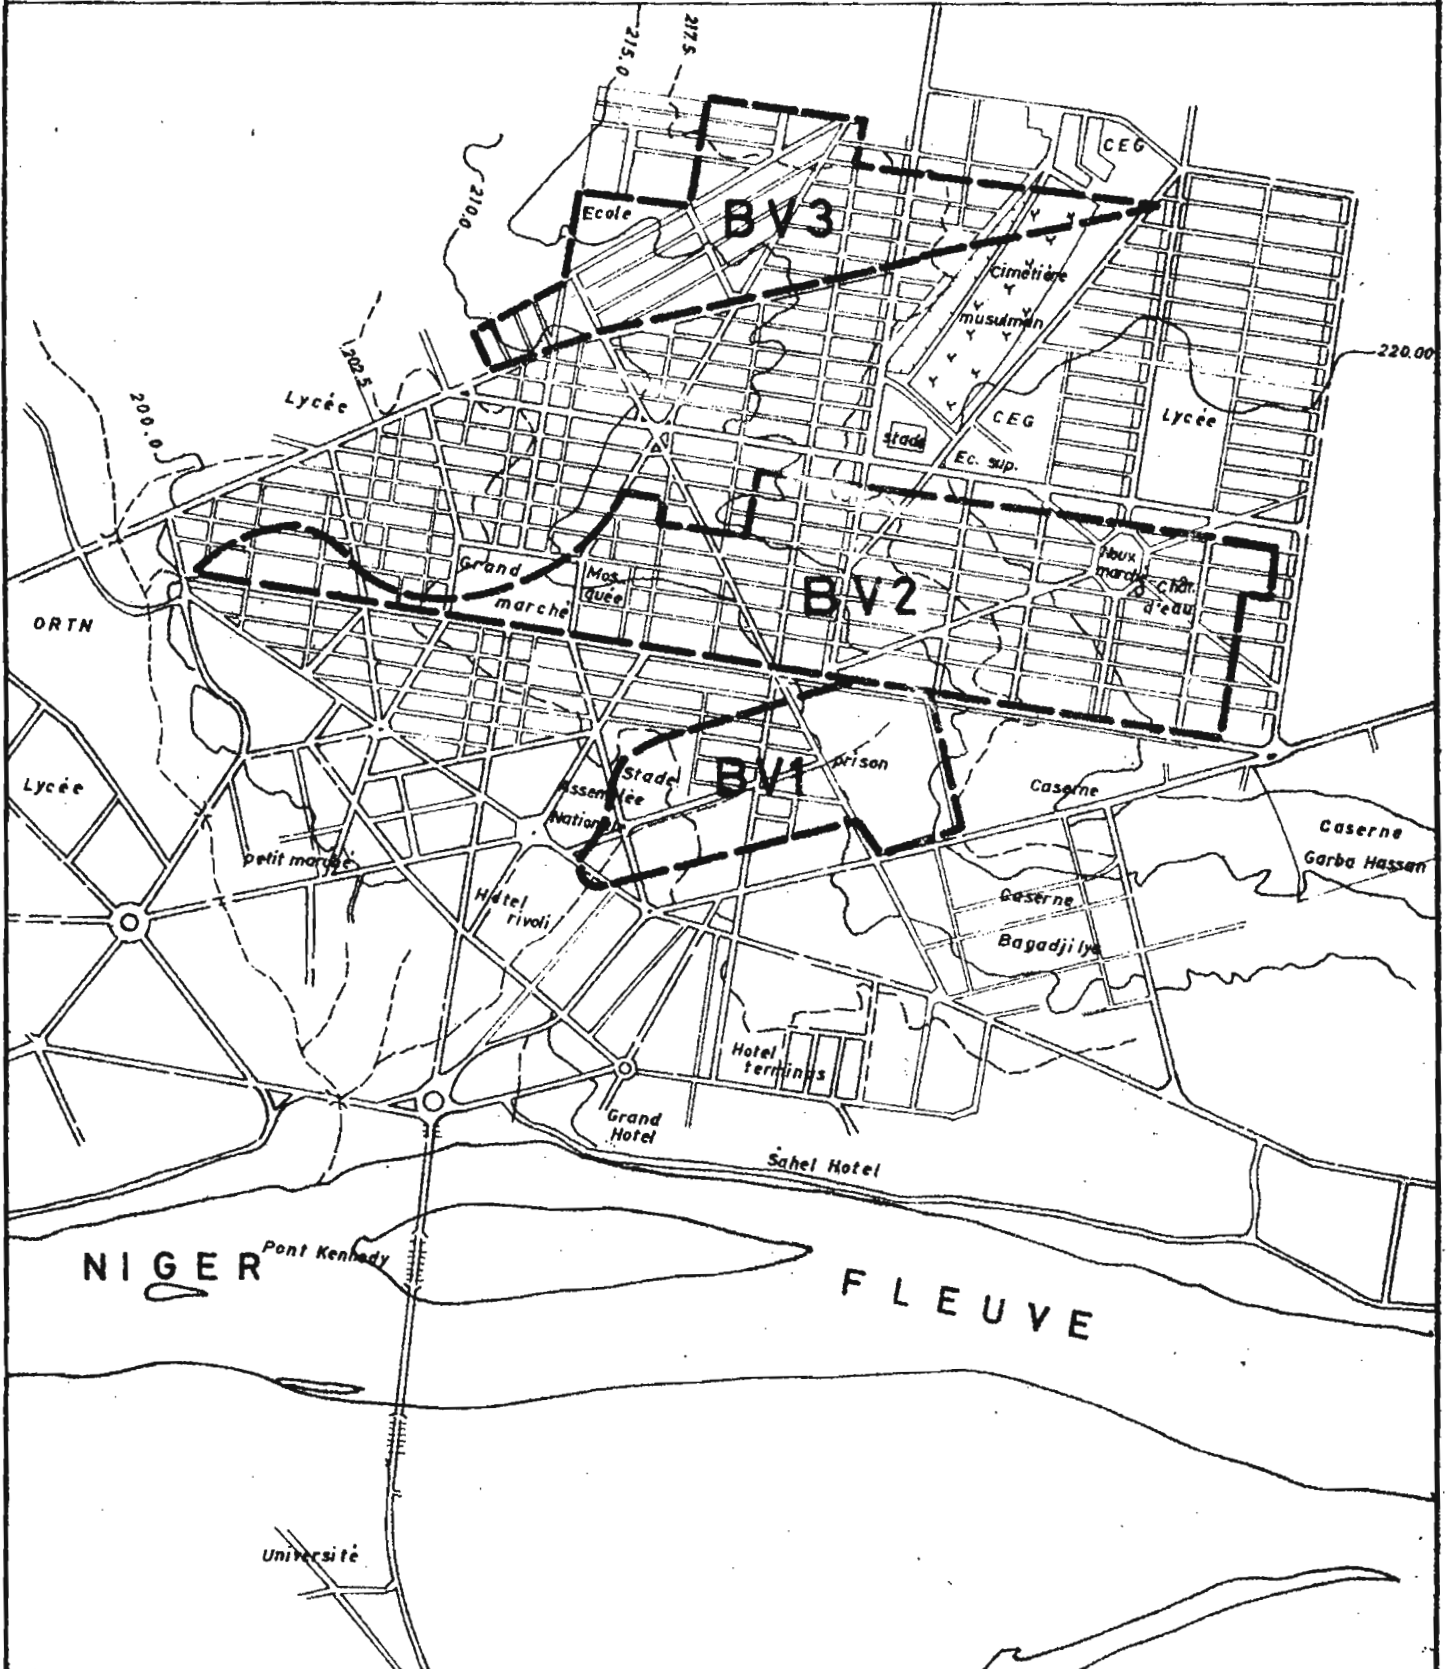 217.5
215.0
CEG
210.0
Ecole
BV3
Cimetière
musulman
220.00
202.5
Lycée
200.0
Lycée
CEG
stade
Ec. sup.
Grand
marché
Mos-
quée
BV2
Nouv.
marché
Chât.
d'eau
ORTN
Lycée
Stade
BV1
prison
Assemblée
Nationale
Caserne
Caserne
Garba Hassan
petit marché
Hôtel
rivoli
Caserne
Bagadjilya
Hotel
terminus
Grand
Hotel
Sahel Hotel
NIGER
Pont Kennedy
FLEUVE
Université